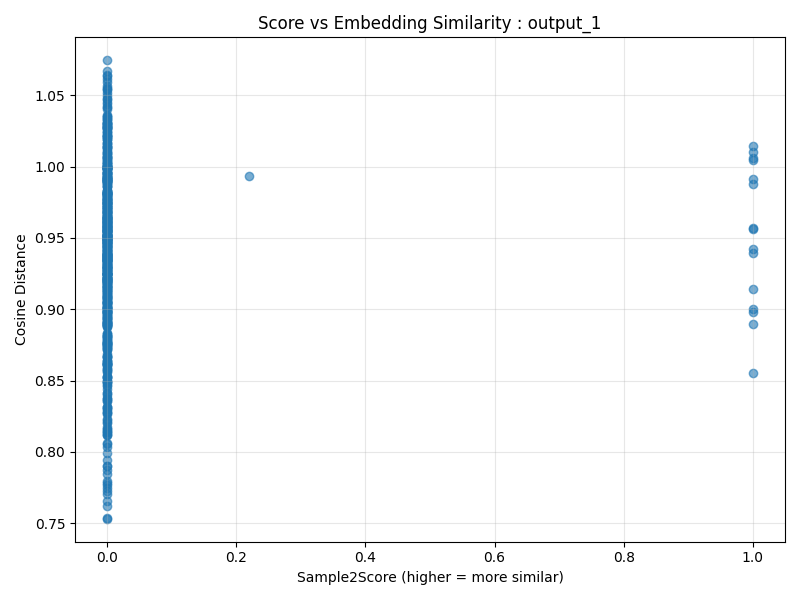 Score vs Embedding Similarity : output_1
Cosine Distance
1.05
1.00
0.95
0.90
0.85
0.80
0.75
0.0 0.2 0.4 0.6 0.8 1.0
Sample2Score (higher = more similar)